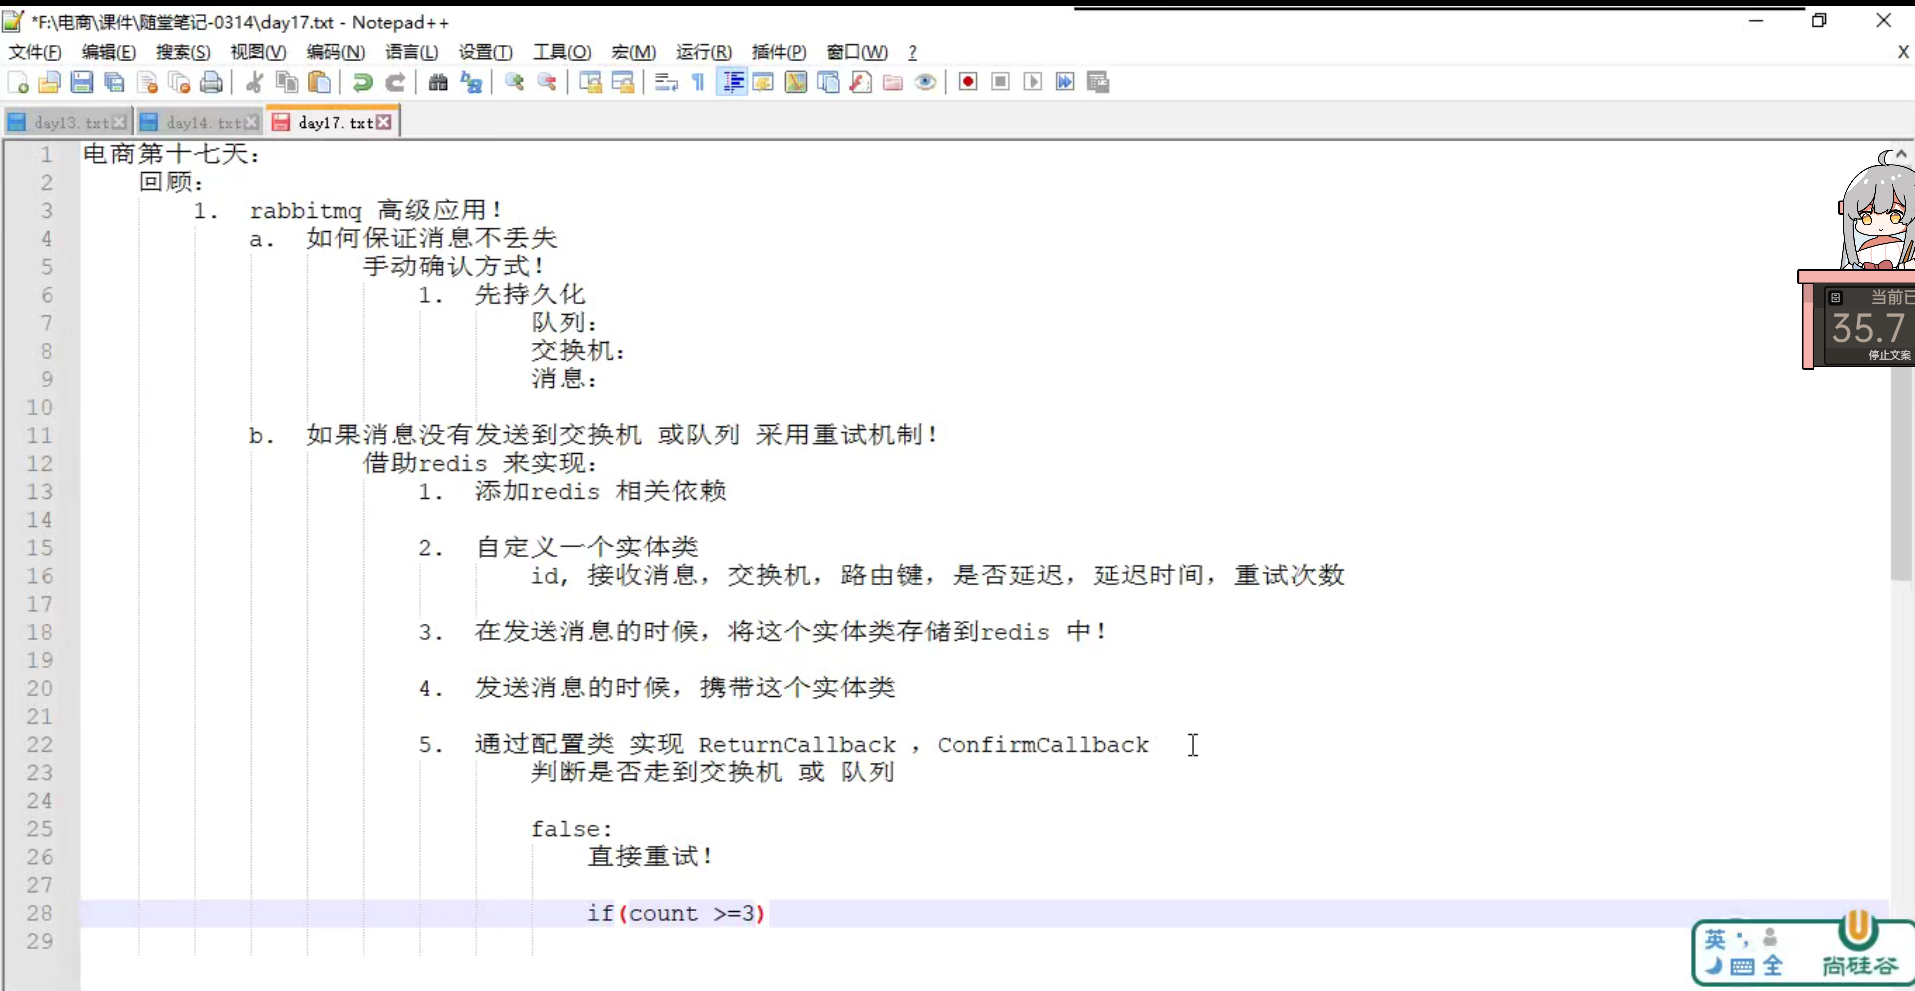 *F:\电商\课件\随堂笔记-0314\day17.txt - Notepad++
文件(F) 编辑(E) 搜索(S) 视图(V) 编码(N) 语言(L) 设置(T) 工具(O) 宏(M) 运行(R) 插件(P) 窗口(W) ? X
day13.txt day14.txt day17.txt
1 电商第十七天：
2 回顾：
3 1. rabbitmq 高级应用！
4 a. 如何保证消息不丢失
5 手动确认方式！
6 1. 先持久化
7 队列：
8 交换机：
9 消息：
10
11 b. 如果消息没有发送到交换机 或队列 采用重试机制！
12 借助redis 来实现：
13 1. 添加redis 相关依赖
14
15 2. 自定义一个实体类
16 id, 接收消息，交换机，路由键，是否延迟，延迟时间，重试次数
17
18 3. 在发送消息的时候，将这个实体类存储到redis 中！
19
20 4. 发送消息的时候，携带这个实体类
21
22 5. 通过配置类 实现 ReturnCallback ，ConfirmCallback
23 判断是否走到交换机 或 队列
24
25 false:
26 直接重试！
27
28 if(count >=3)
29
当前已
35.7
停止文案
英
全
尚硅谷